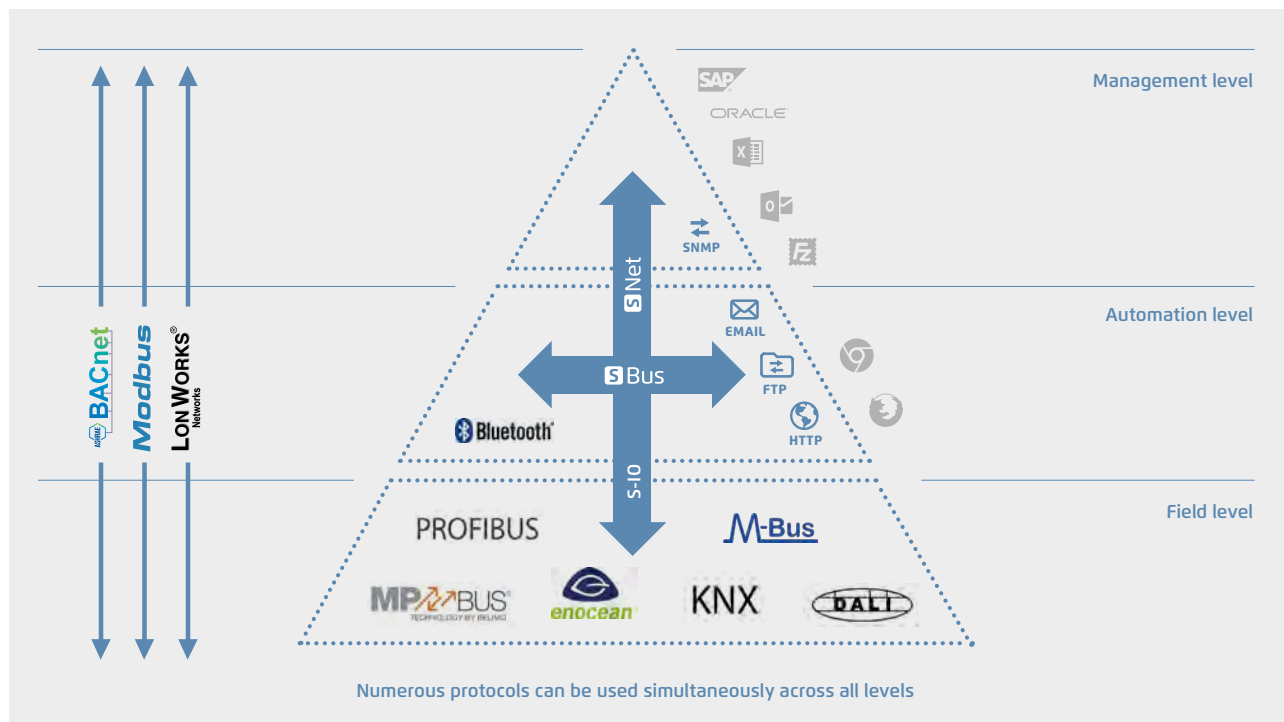 Management level
SAP
ORACLE
X
O
Fz
SNMP
S Net
Automation level
EMAIL
S Bus
FTP
HTTP
Bluetooth®
ASHRAE BACnet
Modbus
LONWORKS®
Networks
S-IO
Field level
PROFIBUS
M-Bus
MP BUS®
TECHNOLOGY BY BELIMO
enocean
KNX
DALI
Numerous protocols can be used simultaneously across all levels